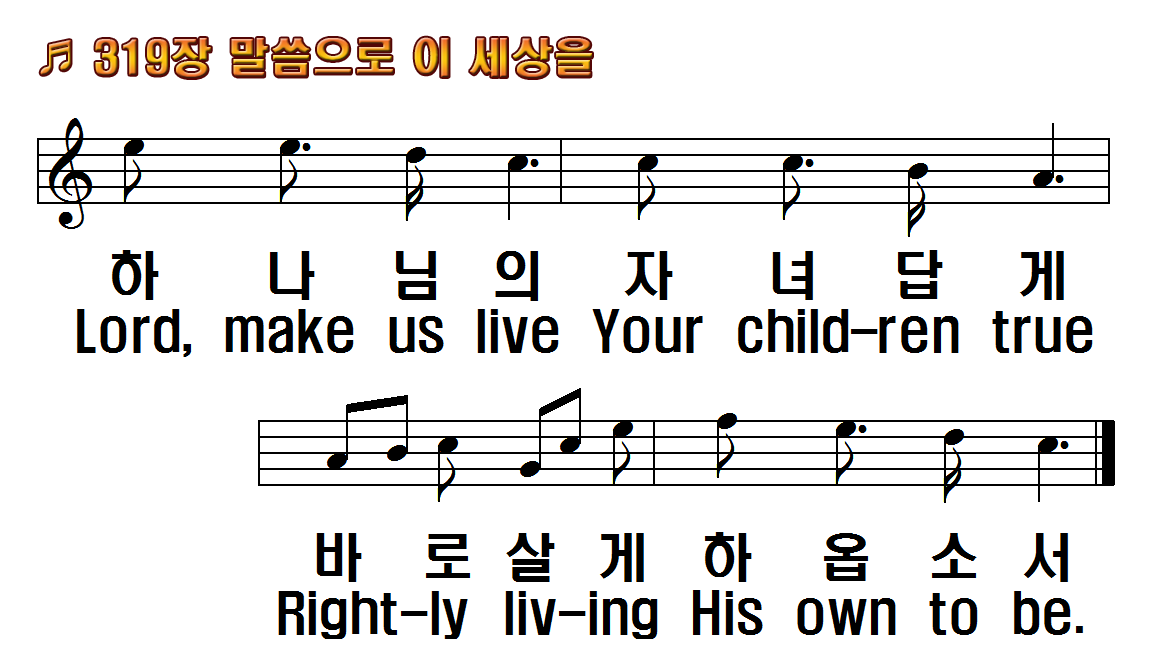 319장 말씀으로 이 세상을
하 나 님 의 자 녀 답 게
Lord, make us live Your child-ren true
바 로 살 게 하 옵 소 서
Right-ly liv-ing His own to be.